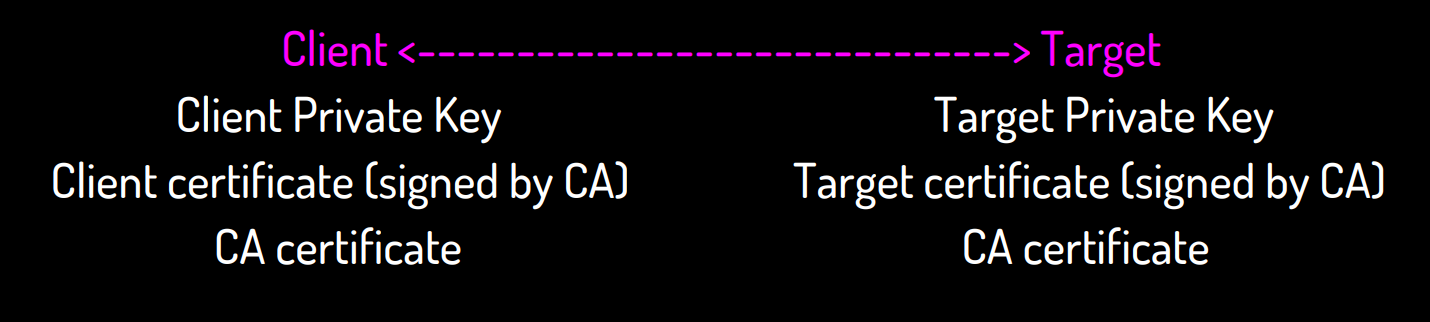 Client <------------------------------> Target
Client Private Key Target Private Key
Client certificate (signed by CA) Target certificate (signed by CA)
CA certificate CA certificate